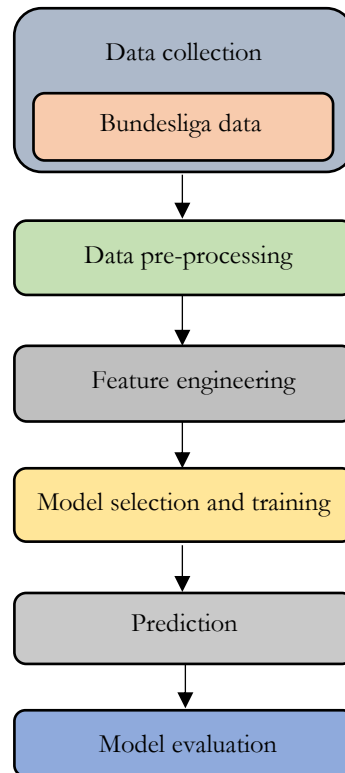 Data collection
Bundesliga data
Data pre-processing
Feature engineering
Model selection and training
Prediction
Model evaluation